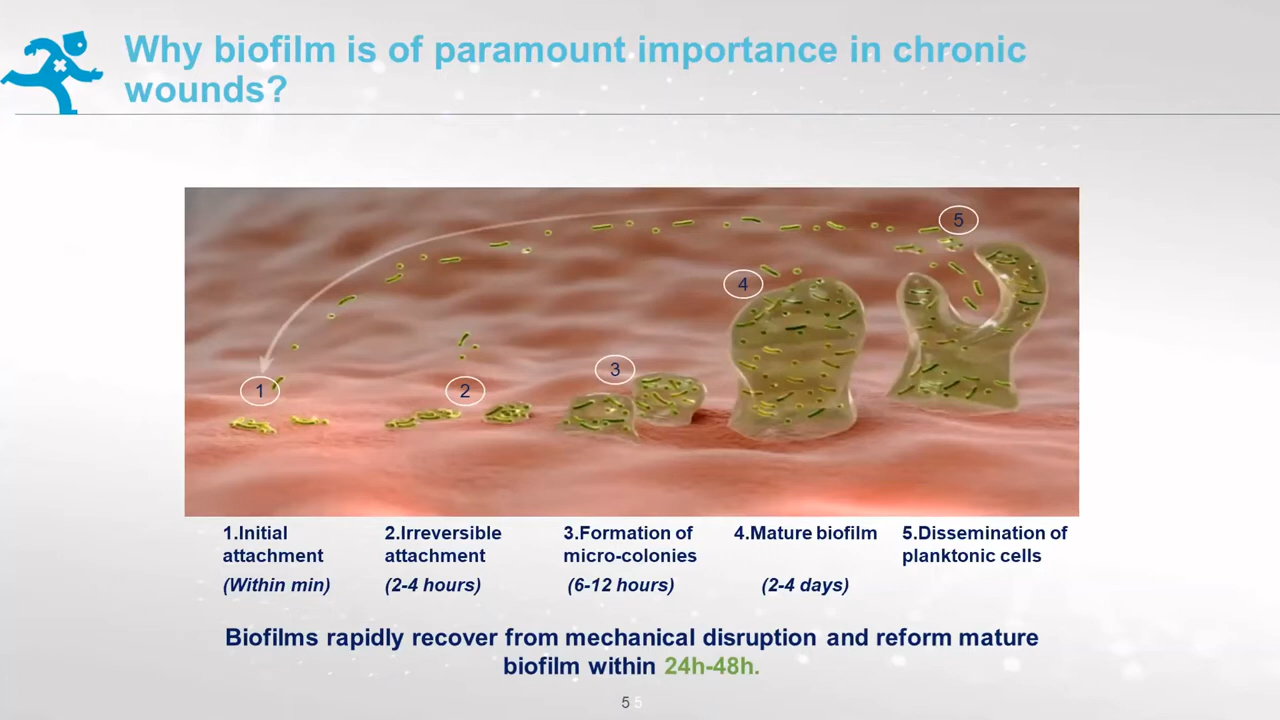 Why biofilm is of paramount importance in chronic
wounds?
5
4
3
1
2
1.Initial
attachment
(Within min)
2.Irreversible
attachment
(2-4 hours)
3.Formation of
micro-colonies
(6-12 hours)
4.Mature biofilm
(2-4 days)
5.Dissemination of
planktonic cells
Biofilms rapidly recover from mechanical disruption and reform mature
biofilm within 24h-48h.
5 5